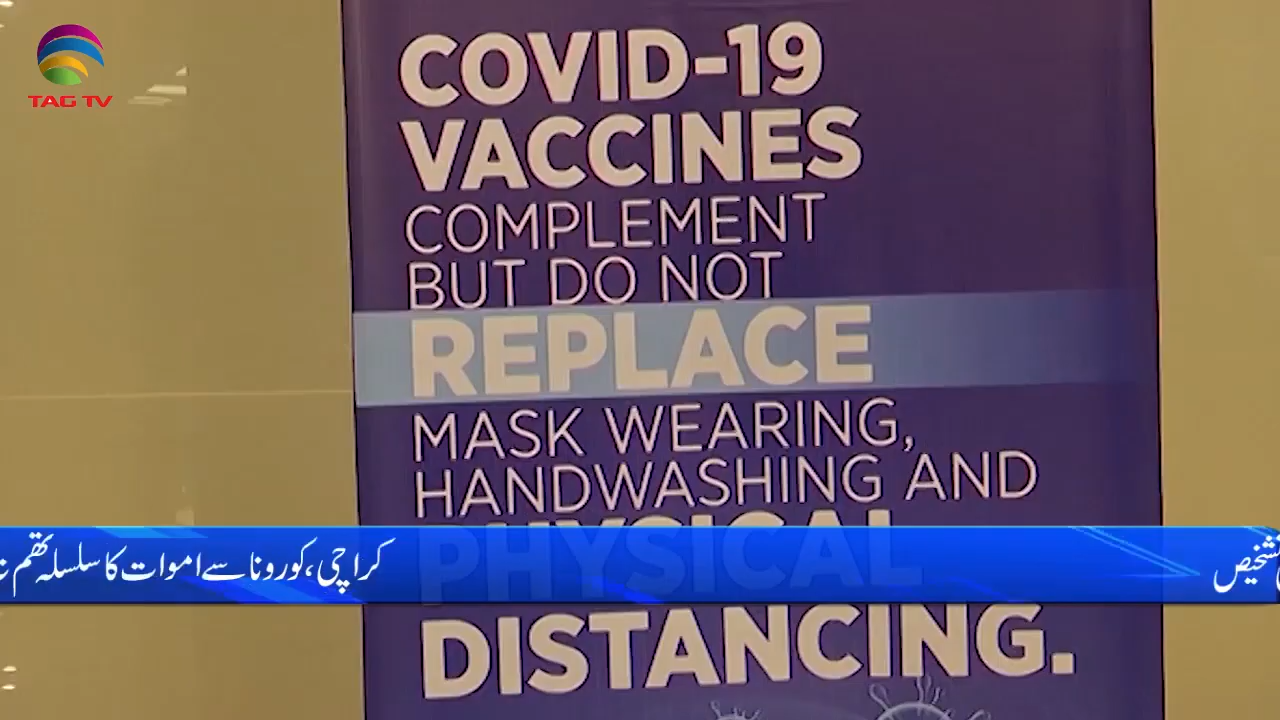 TAG TV
COVID-19
VACCINES
COMPLEMENT
BUT DO NOT
REPLACE
MASK WEARING,
HANDWASHING AND
PHYSICAL
DISTANCING.
تشخیص
کراچی، کورونا سے اموات کا سلسلہ تھم